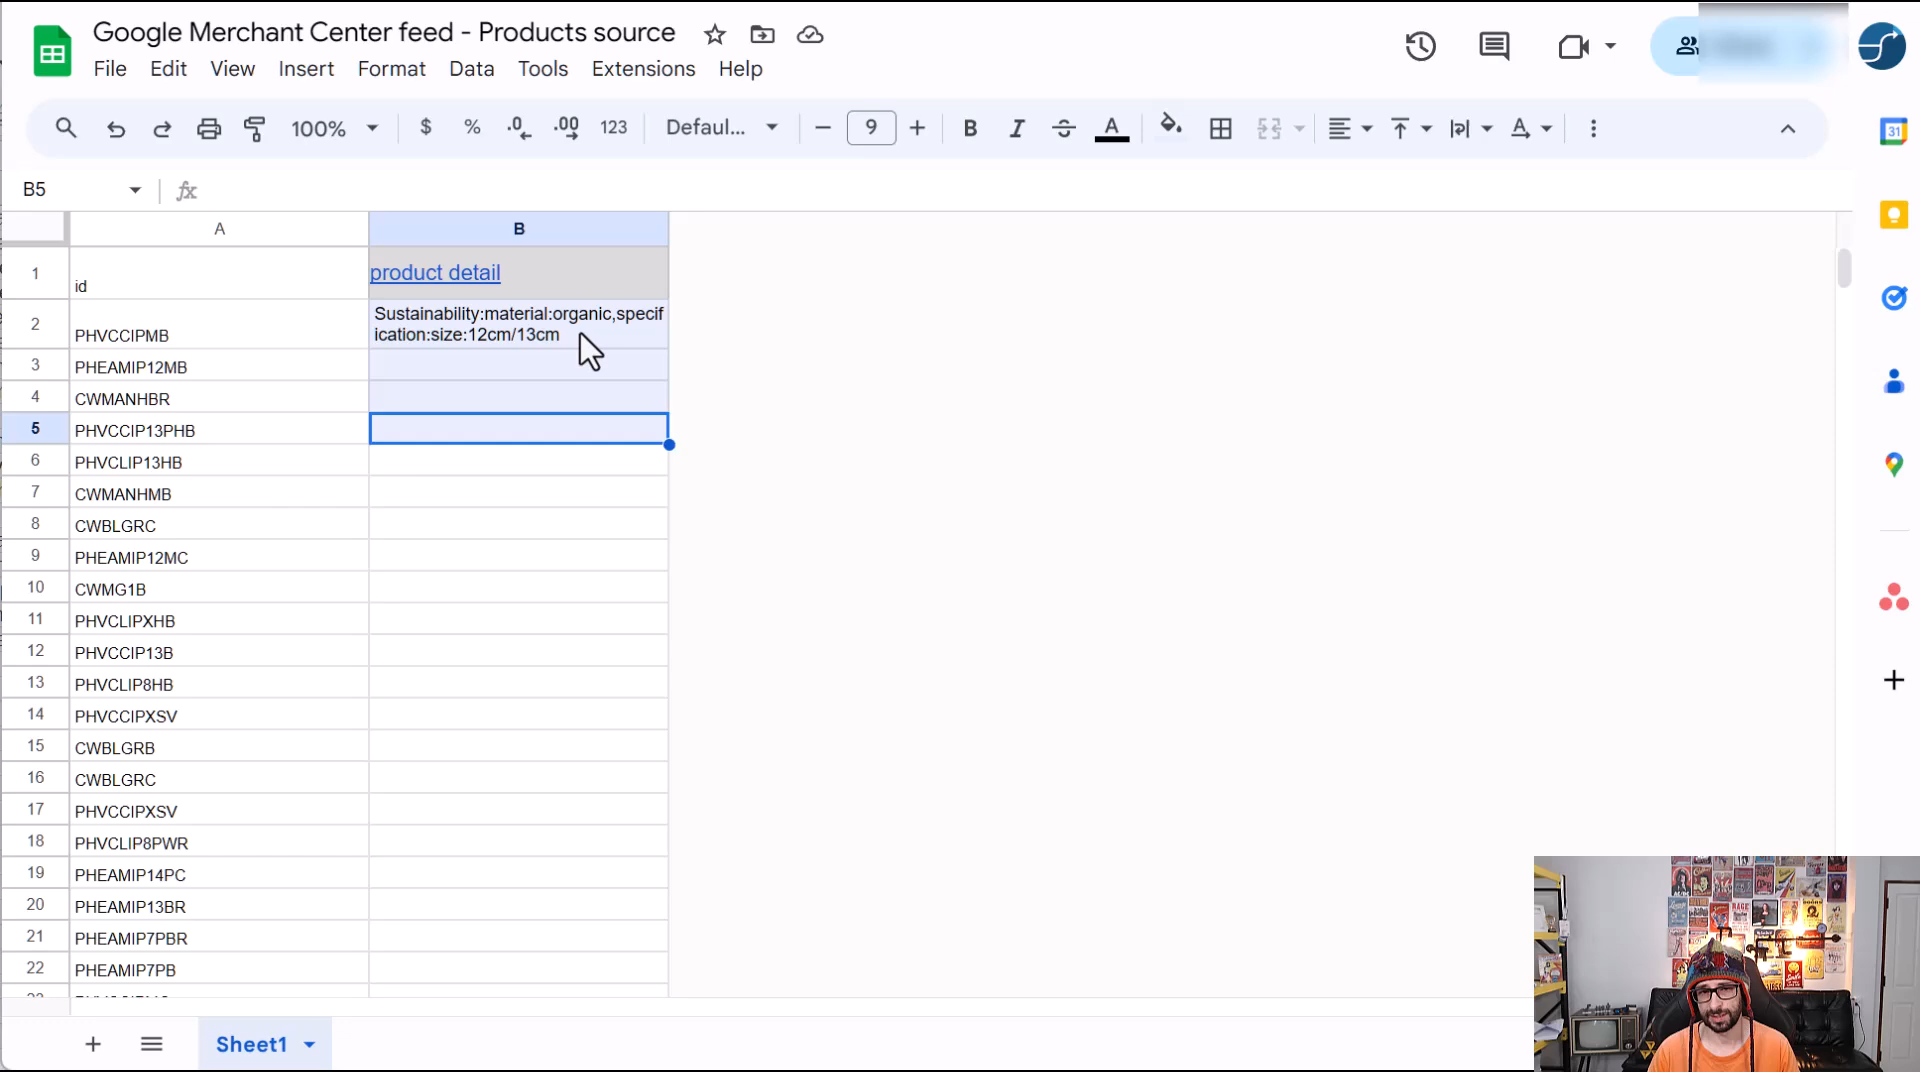 Google Merchant Center feed - Products source
File Edit View Insert Format Data Tools Extensions Help
100% $ % .0 .00 123 Defaul... 9 B I A
B5 fx
A B
1 id product detail
2 PHVCCIPMB Sustainability:material:organic,specif
ication:size:12cm/13cm
3 PHEAMIP12MB
4 CWMANHBR
5 PHVCCIP13PHB
6 PHVCLIP13HB
7 CWMANHMB
8 CWBLGRC
9 PHEAMIP12MC
10 CWMG1B
11 PHVCLIPXHB
12 PHVCCIP13B
13 PHVCLIP8HB
14 PHVCCIPXSV
15 CWBLGRB
16 CWBLGRC
17 PHVCCIPXSV
18 PHVCLIP8PWR
19 PHEAMIP14PC
20 PHEAMIP13BR
21 PHEAMIP7PBR
22 PHEAMIP7PB
Sheet1
31